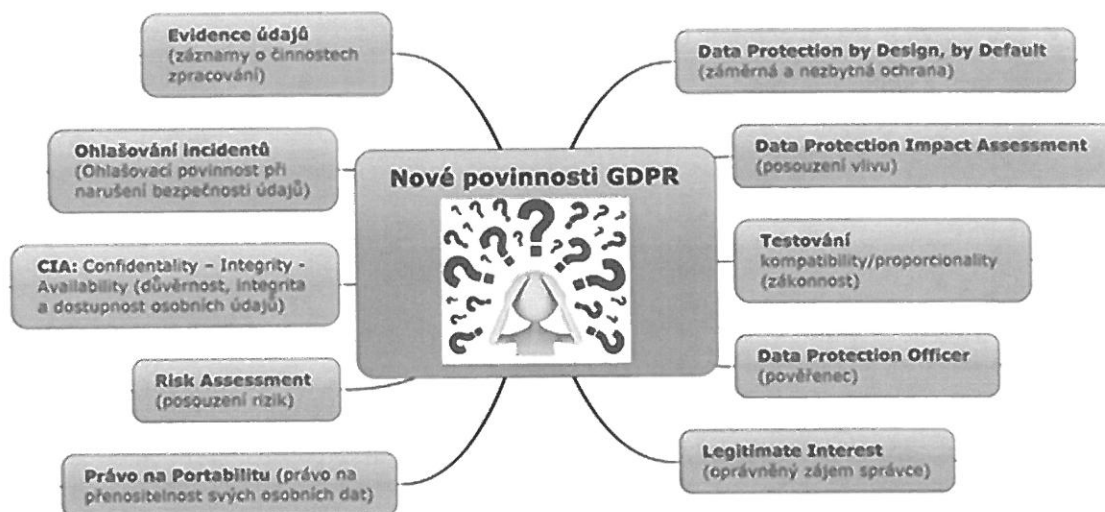 Nové povinnosti GDPR
Evidence údajů
(záznamy o činnostech
zpracování)
Ohlašování incidentů
(Ohlašovací povinnost při
narušení bezpečnosti údajů)
CIA: Confidentality – Integrity -
Availability (důvěrnost, integrita
a dostupnost osobních údajů)
Risk Assessment
(posouzení rizik)
Právo na Portabilitu (právo na
přenositelnost svých osobních dat)
Data Protection by Design, by Default
(záměrná a nezbytná ochrana)
Data Protection Impact Assessment
(posouzení vlivu)
Testování
kompatibility/proporcionality
(zákonnost)
Data Protection Officer
(pověřenec)
Legitimate Interest
(oprávněný zájem správce)